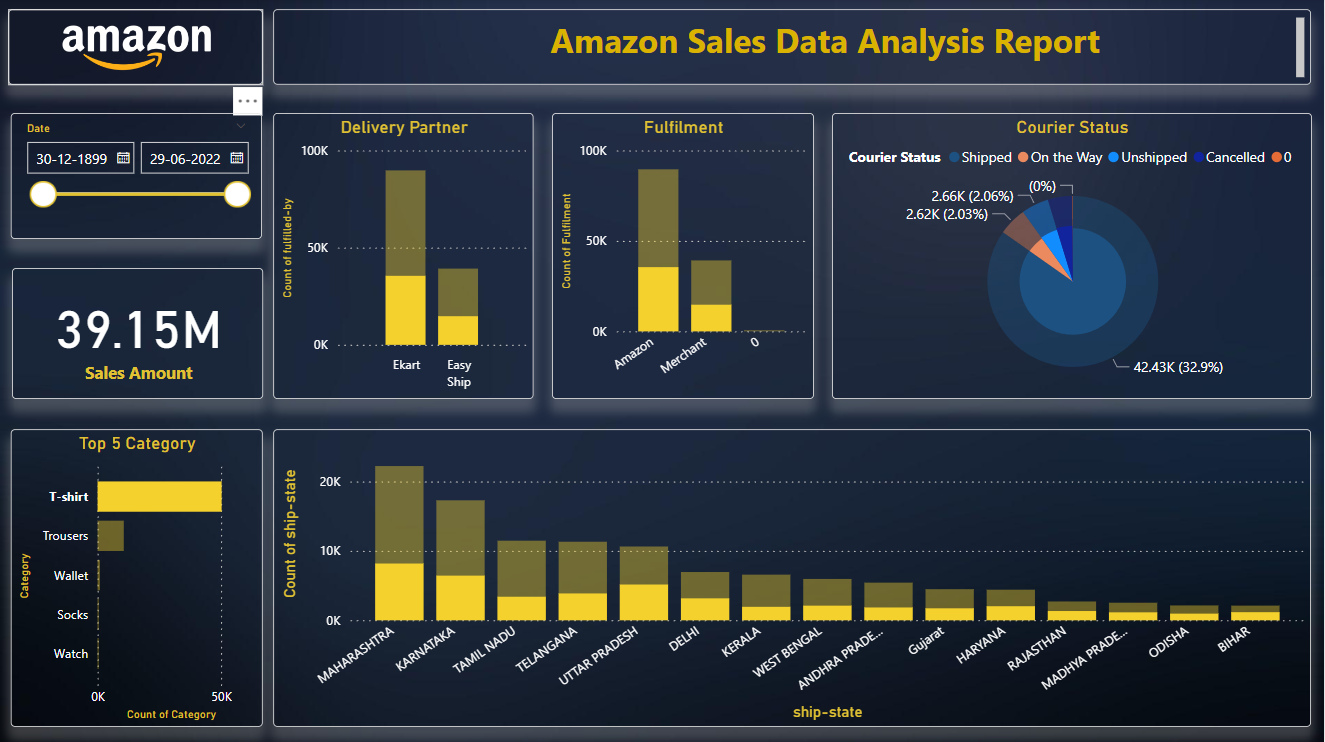 amazon
Amazon Sales Data Analysis Report
Date
30-12-1899
29-06-2022
39.15M
Sales Amount
Delivery Partner
100K
50K
0K
Count of fulfilled-by
Ekart
Easy
Ship
Fulfilment
100K
50K
0K
Count of Fulfilment
Amazon
Merchant
0
Courier Status
Courier Status Shipped On the Way Unshipped Cancelled 0
(0%)
2.66K (2.06%)
2.62K (2.03%)
42.43K (32.9%)
Top 5 Category
Category
T-shirt
Trousers
Wallet
Socks
Watch
0K
50K
Count of Category
Count of ship-state
20K
10K
0K
MAHARASHTRA
KARNATAKA
TAMIL NADU
TELANGANA
UTTAR PRADESH
DELHI
KERALA
WEST BENGAL
ANDHRA PRADE...
Gujarat
HARYANA
RAJASTHAN
MADHYA PRADE...
ODISHA
BIHAR
ship-state